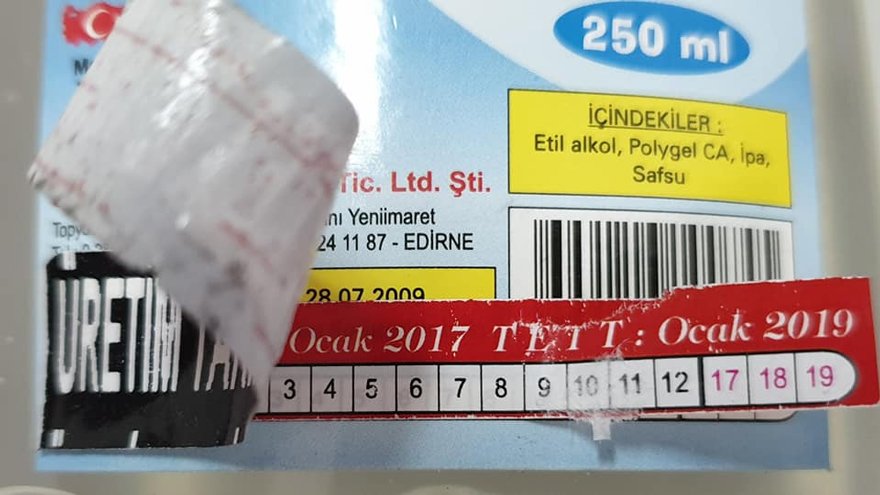 250 ml
İÇİNDEKİLER :
Etil alkol, Polygel CA, İpa,
Safsu
Tic. Ltd. Şti.
Yeniimaret
24 11 87 - EDİRNE
28.07.2009
ÜRETİM
Ocak 2017 TETT : Ocak 2019
3 4 5 6 7 8 9 10 11 12 17 18 19